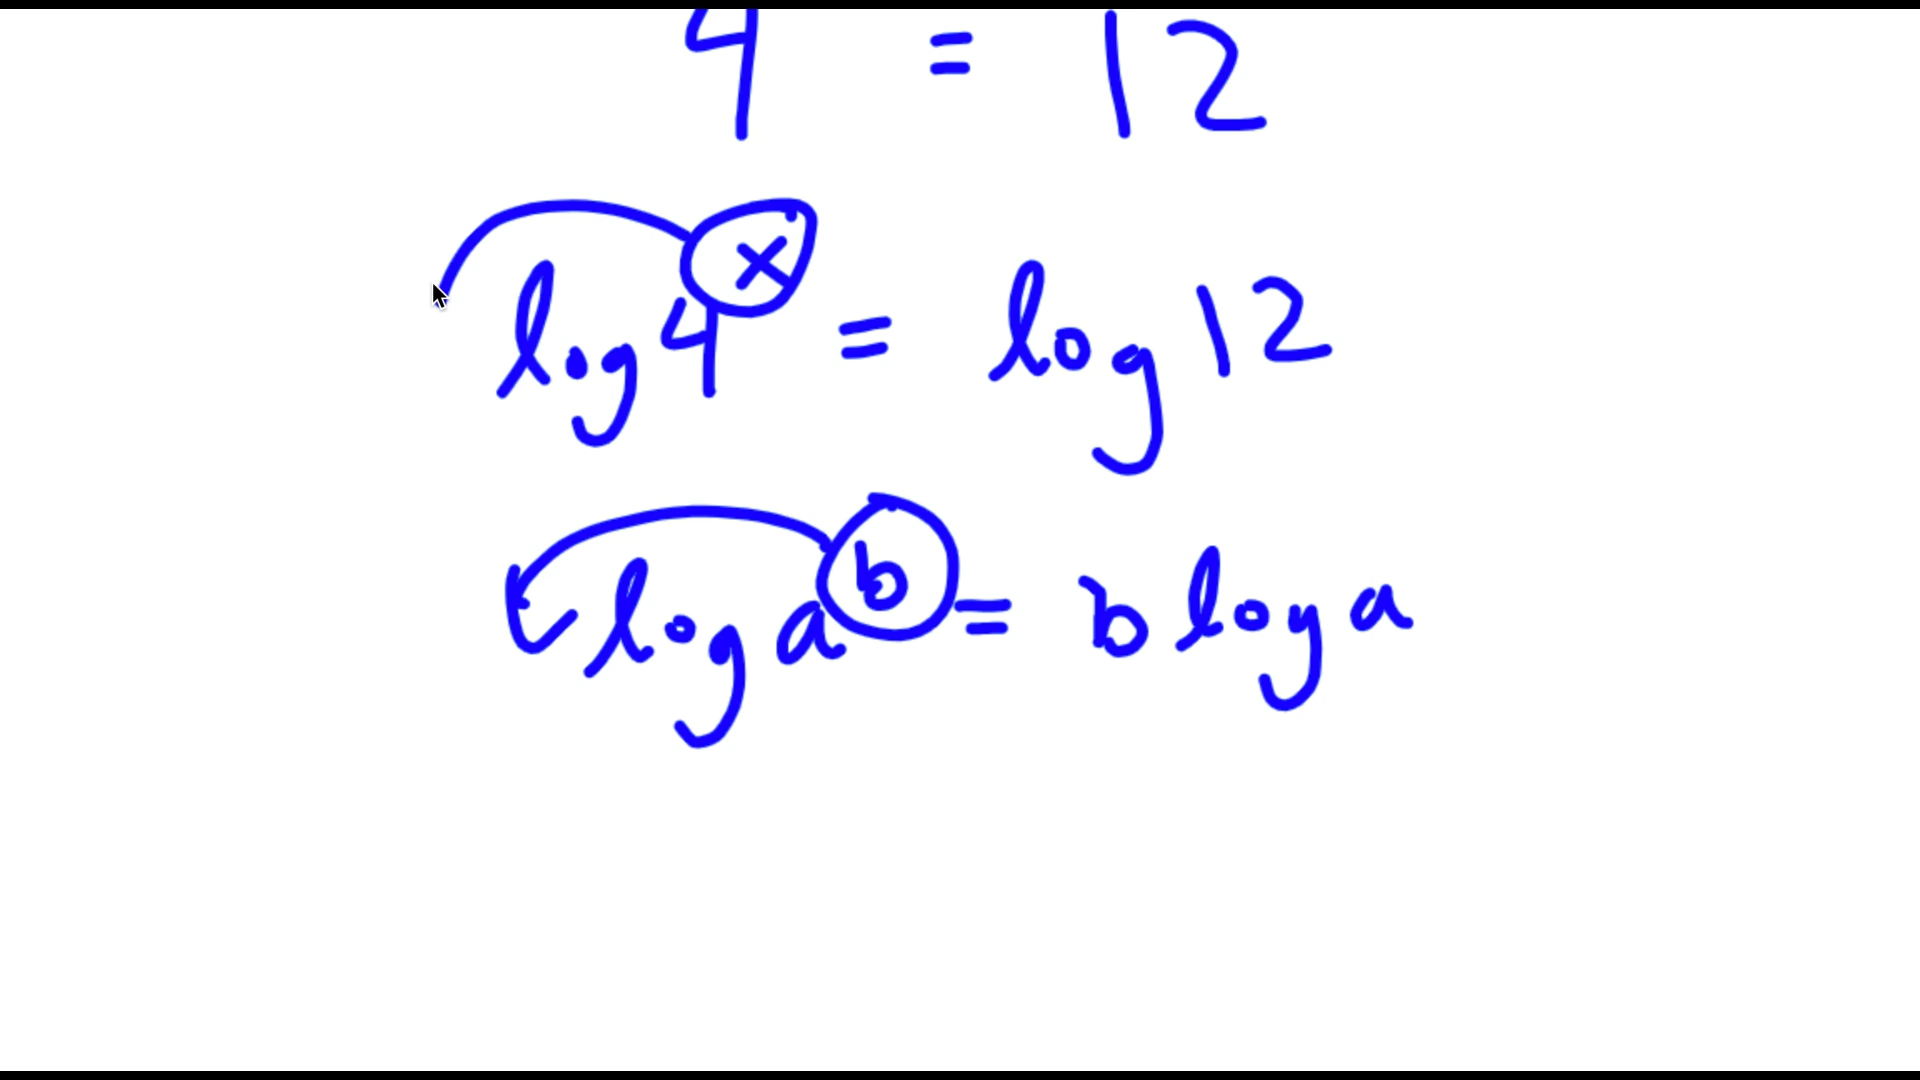 4 = 12
log 4^x = log 12
log a^b = b log a